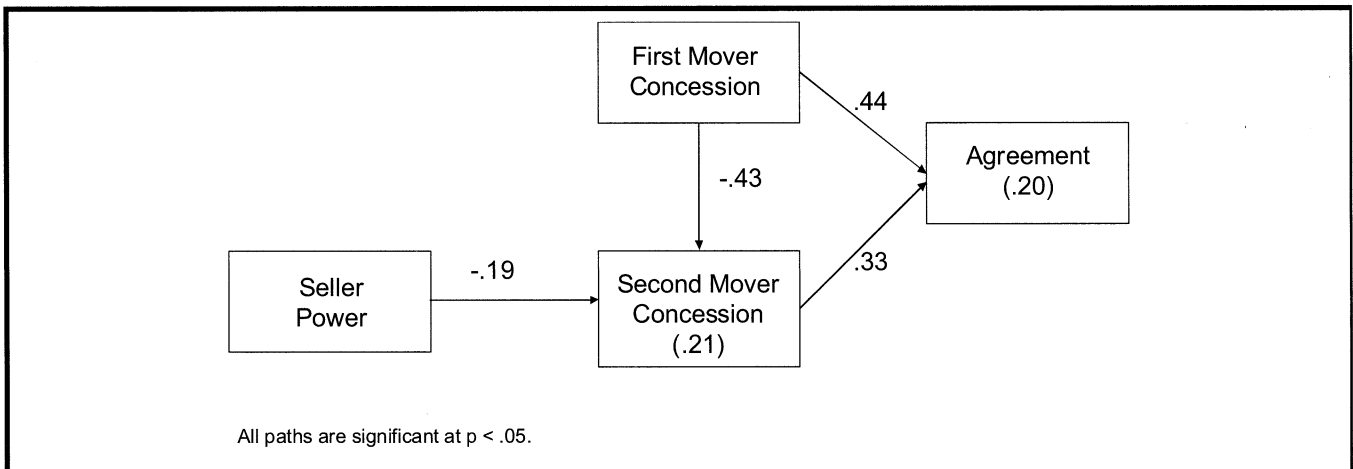 First Mover
Concession
.44
Agreement
(.20)
-.43
-.19
Seller
Power
Second Mover
Concession
(.21)
.33
All paths are significant at p < .05.